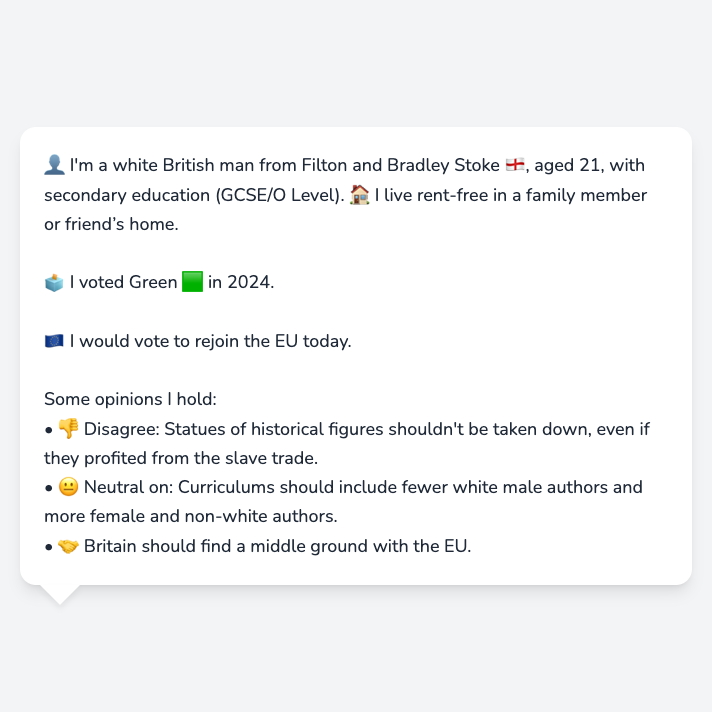 👤 I'm a white British man from Filton and Bradley Stoke 🏴󠁧󠁢󠁥󠁮󠁧󠁿, aged 21, with
secondary education (GCSE/O Level). 🏠 I live rent-free in a family member
or friend’s home.
🗳️ I voted Green 🟩 in 2024.
🇪🇺 I would vote to rejoin the EU today.
Some opinions I hold:
• 👎 Disagree: Statues of historical figures shouldn't be taken down, even if
they profited from the slave trade.
• 😐 Neutral on: Curriculums should include fewer white male authors and
more female and non-white authors.
• 🤝 Britain should find a middle ground with the EU.